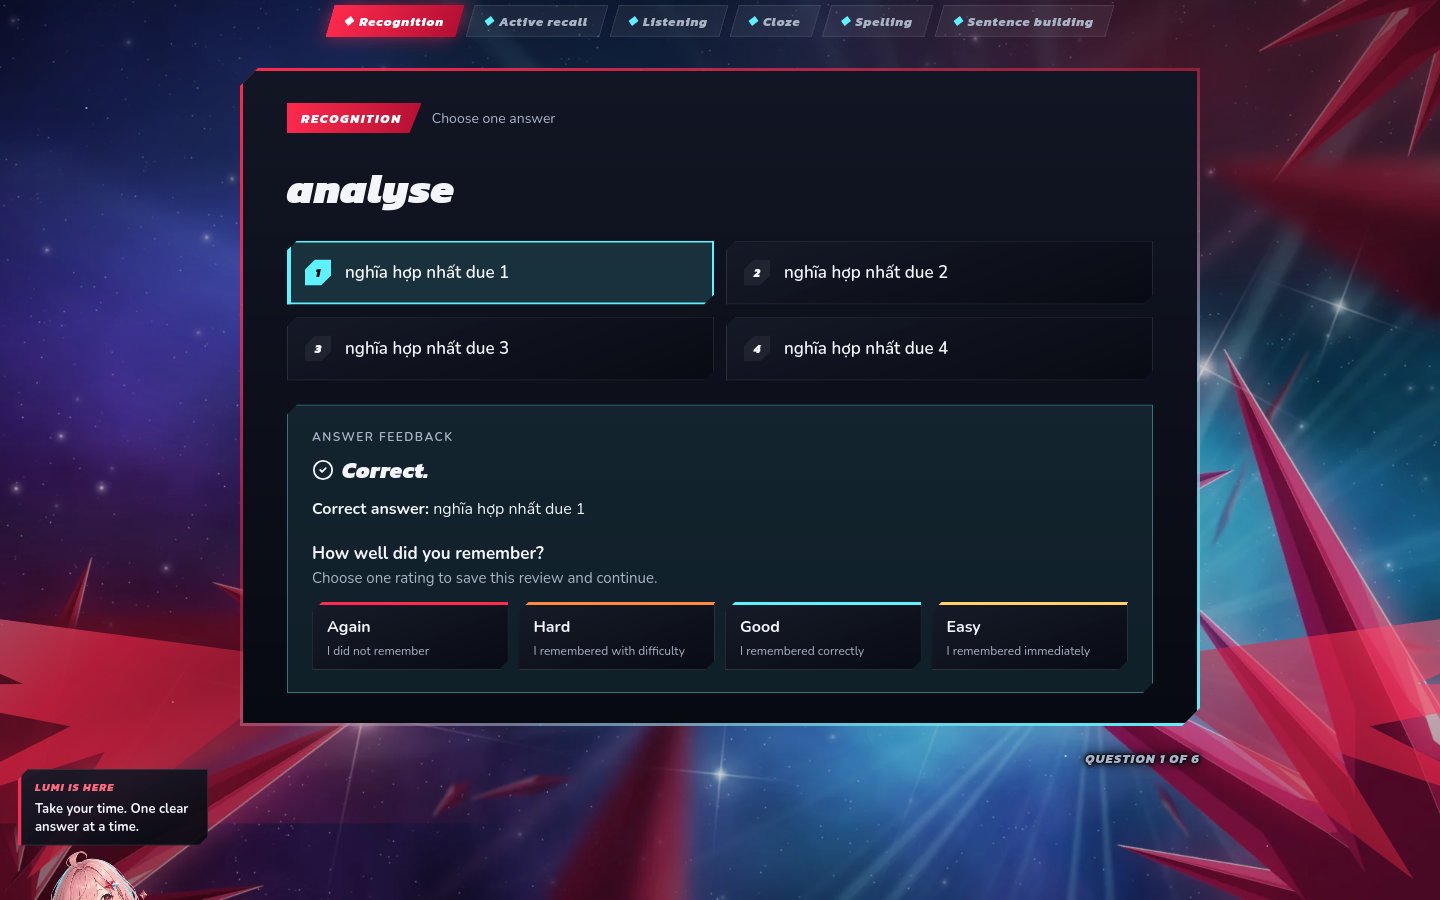 Recognition
Active recall
Listening
Cloze
Spelling
Sentence building
RECOGNITION
Choose one answer
analyse
1 nghĩa hợp nhất due 1
2 nghĩa hợp nhất due 2
3 nghĩa hợp nhất due 3
4 nghĩa hợp nhất due 4
ANSWER FEEDBACK
Correct.
Correct answer: nghĩa hợp nhất due 1
How well did you remember?
Choose one rating to save this review and continue.
Again
I did not remember
Hard
I remembered with difficulty
Good
I remembered correctly
Easy
I remembered immediately
QUESTION 1 OF 6
LUMI IS HERE
Take your time. One clear
answer at a time.